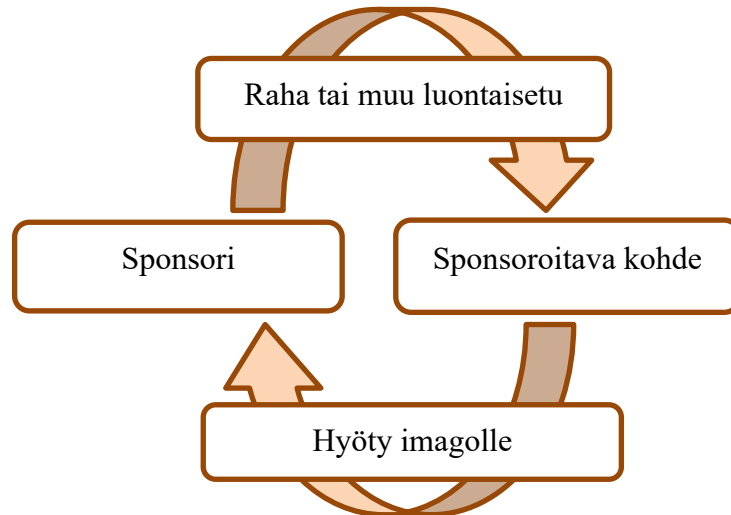 Raha tai muu luontaisetu
Sponsori
Sponsoroitava kohde
Hyöty imagolle